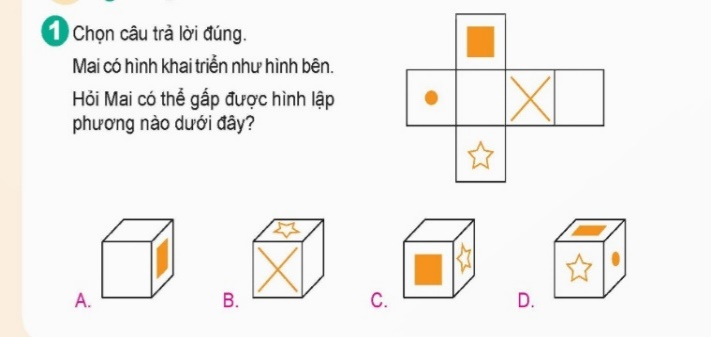 1 Chọn câu trả lời đúng.
Mai có hình khai triển như hình bên.
Hỏi Mai có thể gấp được hình lập
phương nào dưới đây?
A. B. C. D.